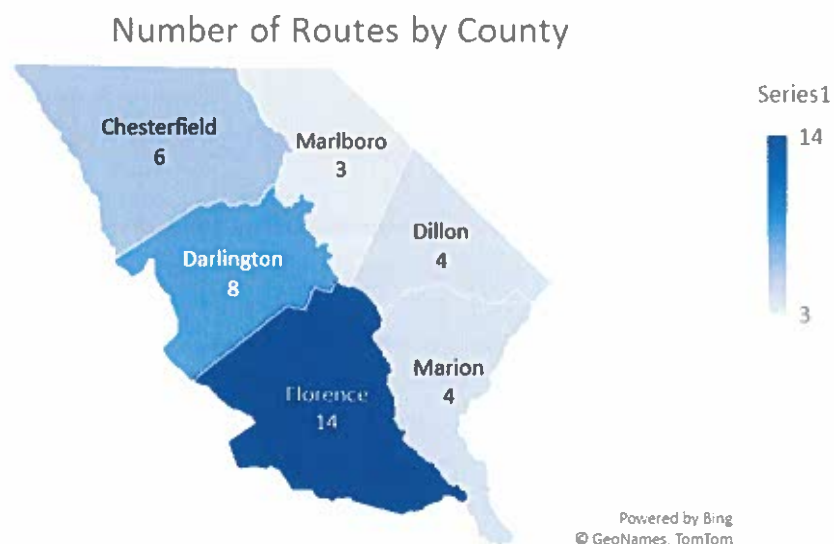 Number of Routes by County
Series1
14
3
Chesterfield
6
Marlboro
3
Dillon
4
Darlington
8
Marion
4
Florence
14
Powered by Bing
© GeoNames, TomTom